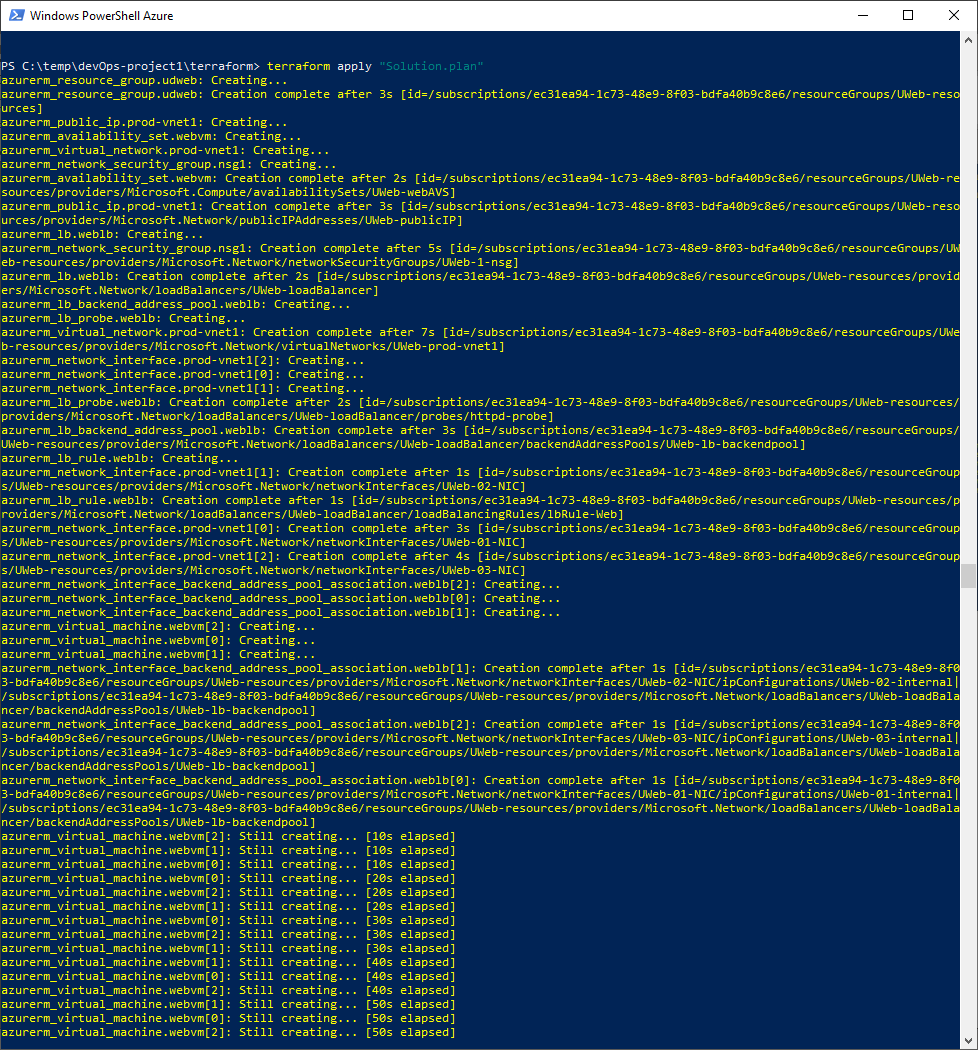 Windows PowerShell Azure
PS C:\temp\devOps-project1\terraform> terraform apply "Solution.plan"
azurerm_resource_group.udweb: Creating...
azurerm_resource_group.udweb: Creation complete after 3s [id=/subscriptions/ec31ea94-1c73-48e9-8f03-bdfa40b9c8e6/resourceGroups/UWeb-reso
urces]
azurerm_public_ip.prod-vnet1: Creating...
azurerm_availability_set.webvm: Creating...
azurerm_virtual_network.prod-vnet1: Creating...
azurerm_network_security_group.nsg1: Creating...
azurerm_availability_set.webvm: Creation complete after 2s [id=/subscriptions/ec31ea94-1c73-48e9-8f03-bdfa40b9c8e6/resourceGroups/UWeb-re
sources/providers/Microsoft.Compute/availabilitySets/UWeb-webAVS]
azurerm_public_ip.prod-vnet1: Creation complete after 3s [id=/subscriptions/ec31ea94-1c73-48e9-8f03-bdfa40b9c8e6/resourceGroups/UWeb-reso
urces/providers/Microsoft.Network/publicIPAddresses/UWeb-publicIP]
azurerm_lb.weblb: Creating...
azurerm_network_security_group.nsg1: Creation complete after 5s [id=/subscriptions/ec31ea94-1c73-48e9-8f03-bdfa40b9c8e6/resourceGroups/UW
eb-resources/providers/Microsoft.Network/networkSecurityGroups/UWeb-1-nsg]
azurerm_lb.weblb: Creation complete after 2s [id=/subscriptions/ec31ea94-1c73-48e9-8f03-bdfa40b9c8e6/resourceGroups/UWeb-resources/provid
ers/Microsoft.Network/loadBalancers/UWeb-loadBalancer]
azurerm_lb_backend_address_pool.weblb: Creating...
azurerm_lb_probe.weblb: Creating...
azurerm_virtual_network.prod-vnet1: Creation complete after 7s [id=/subscriptions/ec31ea94-1c73-48e9-8f03-bdfa40b9c8e6/resourceGroups/UWe
b-resources/providers/Microsoft.Network/virtualNetworks/UWeb-prod-vnet1]
azurerm_network_interface.prod-vnet1[2]: Creating...
azurerm_network_interface.prod-vnet1[0]: Creating...
azurerm_network_interface.prod-vnet1[1]: Creating...
azurerm_lb_probe.weblb: Creation complete after 2s [id=/subscriptions/ec31ea94-1c73-48e9-8f03-bdfa40b9c8e6/resourceGroups/UWeb-resources/
providers/Microsoft.Network/loadBalancers/UWeb-loadBalancer/probes/httpd-probe]
azurerm_lb_backend_address_pool.weblb: Creation complete after 3s [id=/subscriptions/ec31ea94-1c73-48e9-8f03-bdfa40b9c8e6/resourceGroups/
UWeb-resources/providers/Microsoft.Network/loadBalancers/UWeb-loadBalancer/backendAddressPools/UWeb-lb-backendpool]
azurerm_lb_rule.weblb: Creating...
azurerm_network_interface.prod-vnet1[1]: Creation complete after 1s [id=/subscriptions/ec31ea94-1c73-48e9-8f03-bdfa40b9c8e6/resourceGroup
s/UWeb-resources/providers/Microsoft.Network/networkInterfaces/UWeb-02-NIC]
azurerm_lb_rule.weblb: Creation complete after 1s [id=/subscriptions/ec31ea94-1c73-48e9-8f03-bdfa40b9c8e6/resourceGroups/UWeb-resources/p
roviders/Microsoft.Network/loadBalancers/UWeb-loadBalancer/loadBalancingRules/lbRule-Web]
azurerm_network_interface.prod-vnet1[0]: Creation complete after 3s [id=/subscriptions/ec31ea94-1c73-48e9-8f03-bdfa40b9c8e6/resourceGroup
s/UWeb-resources/providers/Microsoft.Network/networkInterfaces/UWeb-01-NIC]
azurerm_network_interface.prod-vnet1[2]: Creation complete after 4s [id=/subscriptions/ec31ea94-1c73-48e9-8f03-bdfa40b9c8e6/resourceGroup
s/UWeb-resources/providers/Microsoft.Network/networkInterfaces/UWeb-03-NIC]
azurerm_network_interface_backend_address_pool_association.weblb[2]: Creating...
azurerm_network_interface_backend_address_pool_association.weblb[0]: Creating...
azurerm_network_interface_backend_address_pool_association.weblb[1]: Creating...
azurerm_virtual_machine.webvm[2]: Creating...
azurerm_virtual_machine.webvm[0]: Creating...
azurerm_virtual_machine.webvm[1]: Creating...
azurerm_network_interface_backend_address_pool_association.weblb[1]: Creation complete after 1s [id=/subscriptions/ec31ea94-1c73-48e9-8f0
3-bdfa40b9c8e6/resourceGroups/UWeb-resources/providers/Microsoft.Network/networkInterfaces/UWeb-02-NIC/ipConfigurations/UWeb-02-internal|
/subscriptions/ec31ea94-1c73-48e9-8f03-bdfa40b9c8e6/resourceGroups/UWeb-resources/providers/Microsoft.Network/loadBalancers/UWeb-loadBala
ncer/backendAddressPools/UWeb-lb-backendpool]
azurerm_network_interface_backend_address_pool_association.weblb[2]: Creation complete after 1s [id=/subscriptions/ec31ea94-1c73-48e9-8f0
3-bdfa40b9c8e6/resourceGroups/UWeb-resources/providers/Microsoft.Network/networkInterfaces/UWeb-03-NIC/ipConfigurations/UWeb-03-internal|
/subscriptions/ec31ea94-1c73-48e9-8f03-bdfa40b9c8e6/resourceGroups/UWeb-resources/providers/Microsoft.Network/loadBalancers/UWeb-loadBala
ncer/backendAddressPools/UWeb-lb-backendpool]
azurerm_network_interface_backend_address_pool_association.weblb[0]: Creation complete after 1s [id=/subscriptions/ec31ea94-1c73-48e9-8f0
3-bdfa40b9c8e6/resourceGroups/UWeb-resources/providers/Microsoft.Network/networkInterfaces/UWeb-01-NIC/ipConfigurations/UWeb-01-internal|
/subscriptions/ec31ea94-1c73-48e9-8f03-bdfa40b9c8e6/resourceGroups/UWeb-resources/providers/Microsoft.Network/loadBalancers/UWeb-loadBala
ncer/backendAddressPools/UWeb-lb-backendpool]
azurerm_virtual_machine.webvm[2]: Still creating... [10s elapsed]
azurerm_virtual_machine.webvm[1]: Still creating... [10s elapsed]
azurerm_virtual_machine.webvm[0]: Still creating... [10s elapsed]
azurerm_virtual_machine.webvm[0]: Still creating... [20s elapsed]
azurerm_virtual_machine.webvm[2]: Still creating... [20s elapsed]
azurerm_virtual_machine.webvm[1]: Still creating... [20s elapsed]
azurerm_virtual_machine.webvm[0]: Still creating... [30s elapsed]
azurerm_virtual_machine.webvm[2]: Still creating... [30s elapsed]
azurerm_virtual_machine.webvm[1]: Still creating... [30s elapsed]
azurerm_virtual_machine.webvm[1]: Still creating... [40s elapsed]
azurerm_virtual_machine.webvm[0]: Still creating... [40s elapsed]
azurerm_virtual_machine.webvm[2]: Still creating... [40s elapsed]
azurerm_virtual_machine.webvm[1]: Still creating... [50s elapsed]
azurerm_virtual_machine.webvm[0]: Still creating... [50s elapsed]
azurerm_virtual_machine.webvm[2]: Still creating... [50s elapsed]